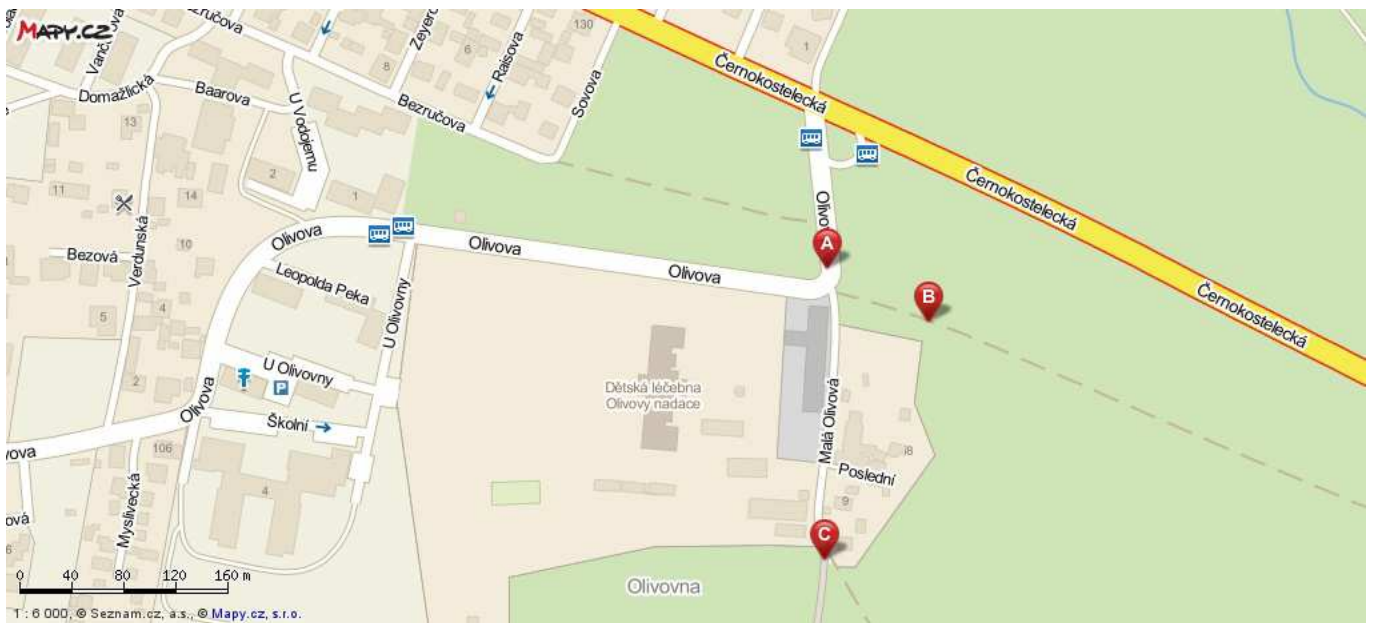 MAPY.CZ
Bezručova
Domažlická
Baarova
U Vodojemu
Raisova
Sovova
Bezručova
130
6
8
1
Černokostelecká
Černokostelecká
Černokostelecká
13
11
14
2
1
Verdunská
Bezová
10
5
4
2
Olivova
Leopolda Peka
U Olivovny
Olivova
Olivova
A
B
U Olivovny
P
Olivova
Školní
Dětská léčebna
Olivovy nadace
Malá Olivová
Poslední
106
4
9
Myslivecká
C
Olivovna
0 40 80 120 160 m
1 : 6 000, © Seznam.cz, a.s., © Mapy.cz, s.r.o.